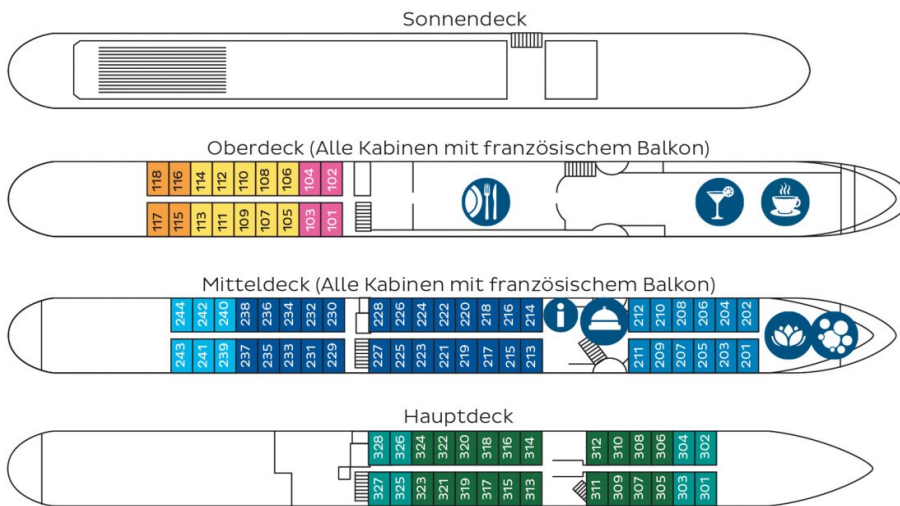 Sonnendeck
Oberdeck (Alle Kabinen mit französischem Balkon)
118 116 114 112 110 108 106 104 102
117 115 113 111 109 107 105 103 101
Mitteldeck (Alle Kabinen mit französischem Balkon)
244 242 240 238 236 234 232 230 228 226 224 222 220 218 216 214 i 212 210 208 206 204 202
243 241 239 237 235 233 231 229 227 225 223 221 219 217 215 213 211 209 207 205 203 201
Hauptdeck
328 326 324 322 320 318 316 314 312 310 308 306 304 302
327 325 323 321 319 317 315 313 311 309 307 305 303 301